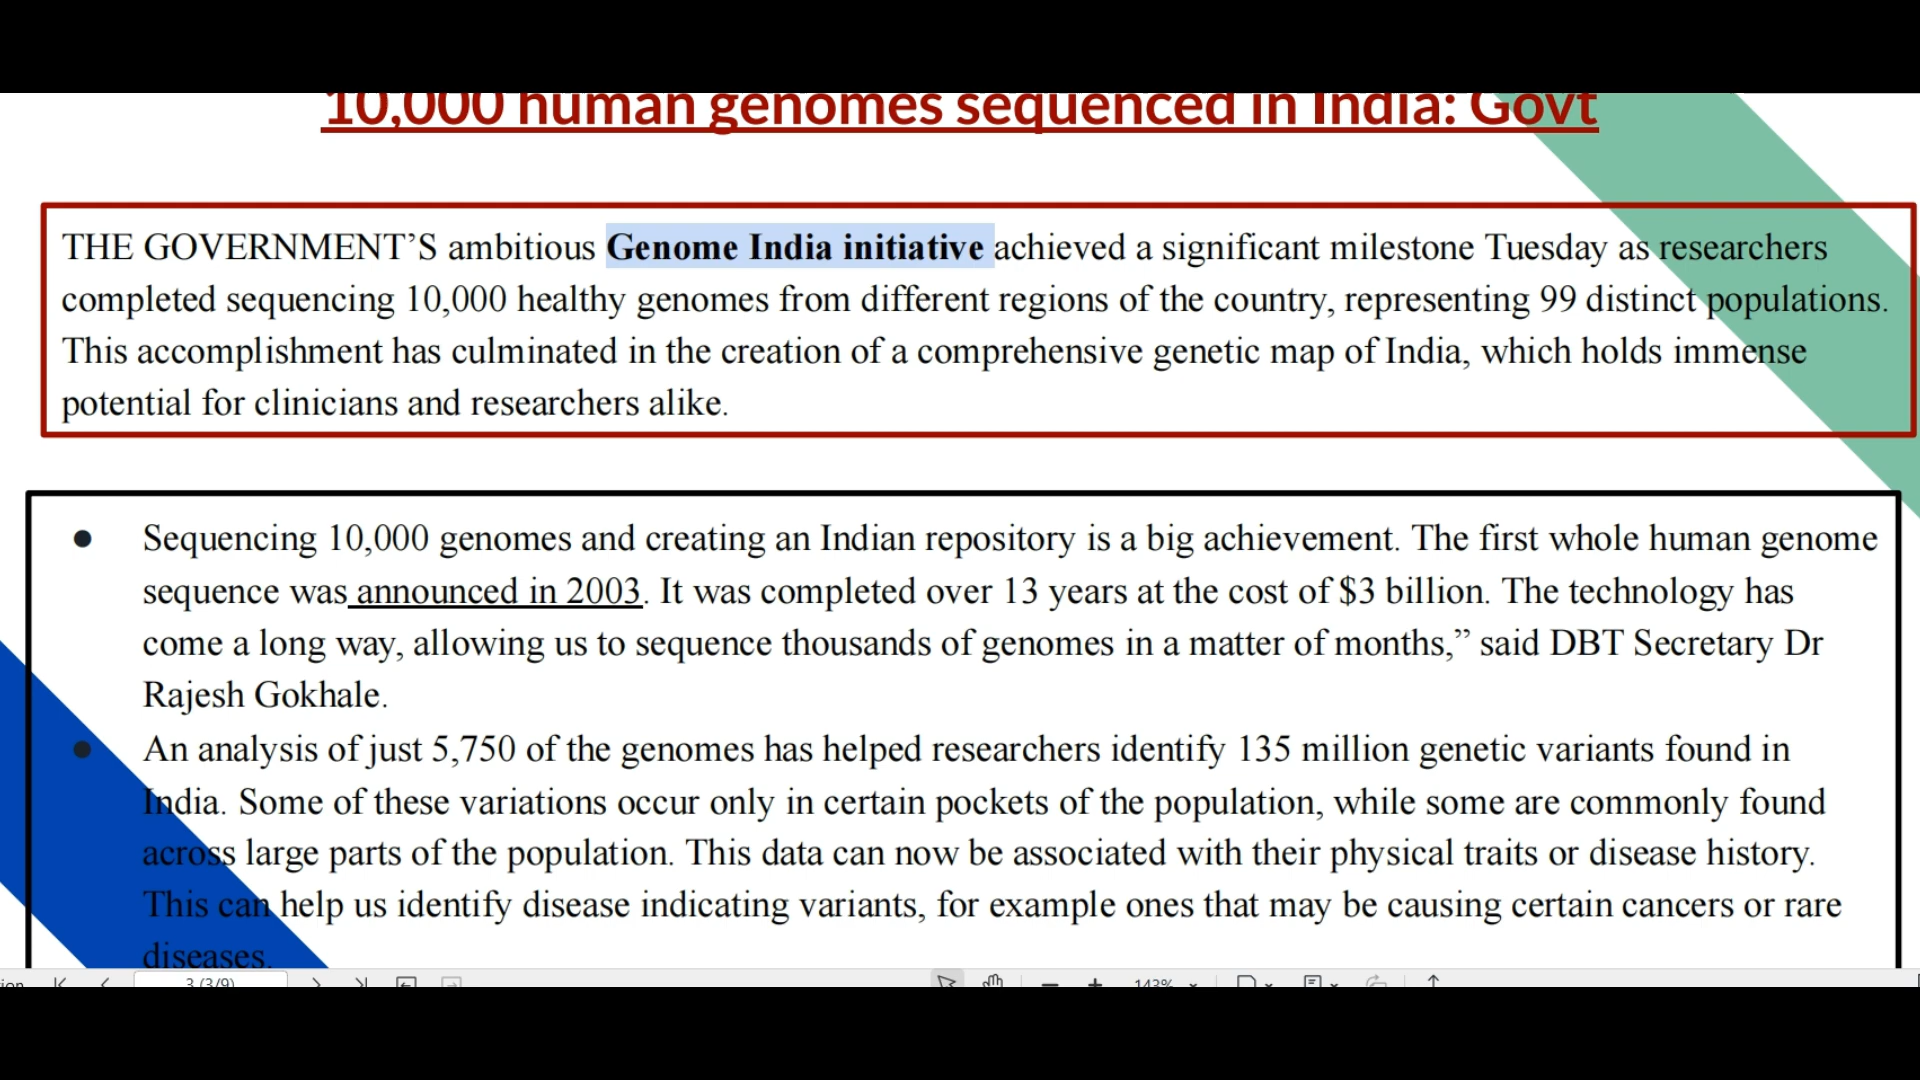 10,000 human genomes sequenced in India: Govt
THE GOVERNMENT’S ambitious Genome India initiative achieved a significant milestone Tuesday as researchers
completed sequencing 10,000 healthy genomes from different regions of the country, representing 99 distinct populations.
This accomplishment has culminated in the creation of a comprehensive genetic map of India, which holds immense
potential for clinicians and researchers alike.
● Sequencing 10,000 genomes and creating an Indian repository is a big achievement. The first whole human genome
sequence was announced in 2003. It was completed over 13 years at the cost of $3 billion. The technology has
come a long way, allowing us to sequence thousands of genomes in a matter of months,” said DBT Secretary Dr
Rajesh Gokhale.
● An analysis of just 5,750 of the genomes has helped researchers identify 135 million genetic variants found in
India. Some of these variations occur only in certain pockets of the population, while some are commonly found
across large parts of the population. This data can now be associated with their physical traits or disease history.
This can help us identify disease indicating variants, for example ones that may be causing certain cancers or rare
diseases.
3 (3/9) 143%